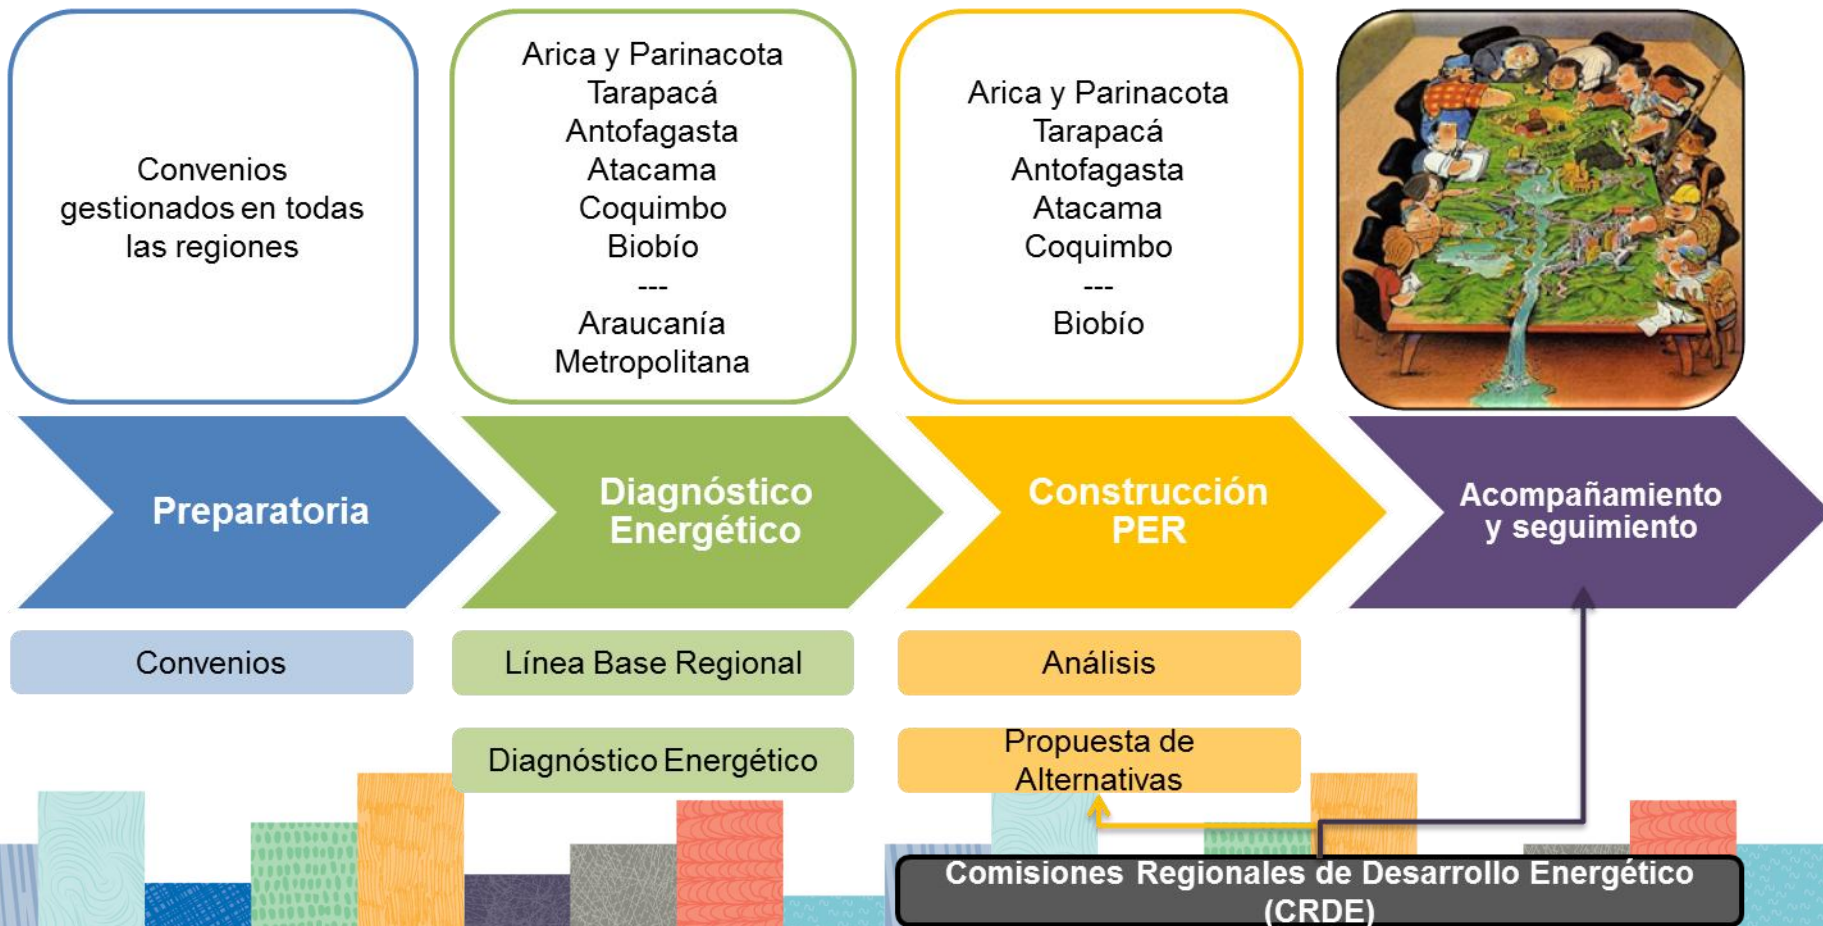 Convenios
gestionados en todas
las regiones
Arica y Parinacota
Tarapacá
Antofagasta
Atacama
Coquimbo
Biobío
---
Araucanía
Metropolitana
Arica y Parinacota
Tarapacá
Antofagasta
Atacama
Coquimbo
---
Biobío
Preparatoria
Diagnóstico
Energético
Construcción
PER
Acompañamiento
y seguimiento
Convenios
Línea Base Regional
Análisis
Diagnóstico Energético
Propuesta de
Alternativas
Comisiones Regionales de Desarrollo Energético
(CRDE)